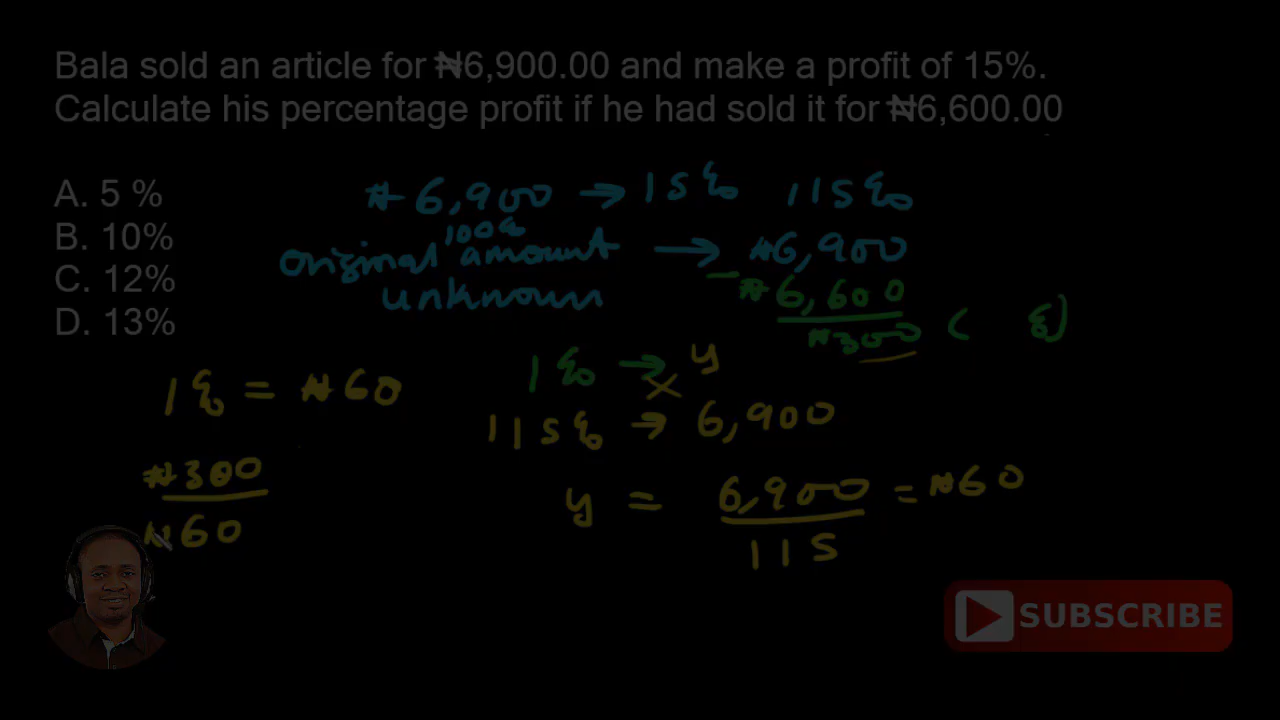 Bala sold an article for ₦6,900.00 and make a profit of 15%.
Calculate his percentage profit if he had sold it for ₦6,600.00
A. 5 %
B. 10%
C. 12%
D. 13%
₦6,900 → 15% 115%
100%
original amount → ₦6,900
unknown
- ₦6,600
₦300 ( %)
1% → y
1% = ₦60
115% → 6,900
₦300
₦60
y = 6,900 = ₦60
115
SUBSCRIBE